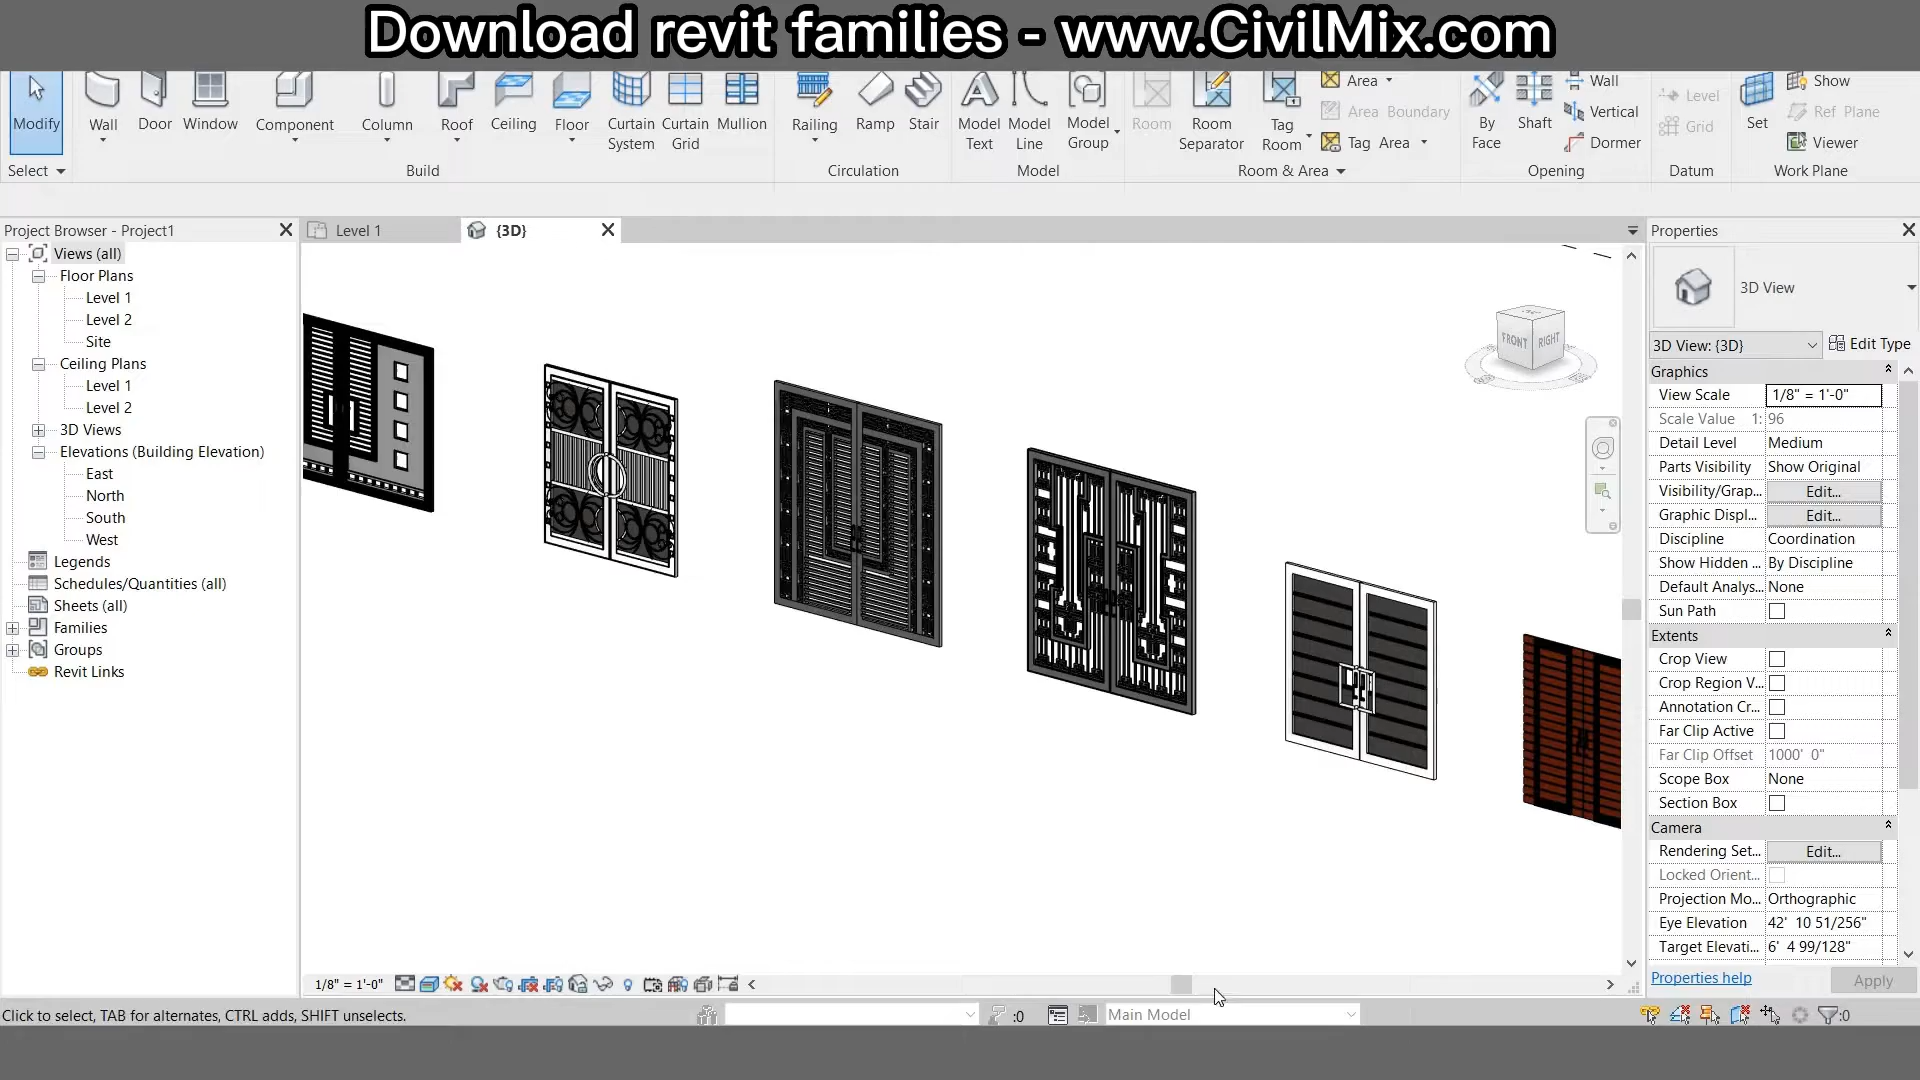 Download revit families - www.CivilMix.com
Modify
Wall
Door
Window
Component
Column
Roof
Ceiling
Floor
Curtain System
Curtain Grid
Mullion
Railing
Ramp
Stair
Model Text
Model Line
Model Group
Room
Room Separator
Tag Room
Area
Area Boundary
Tag Area
By Face
Shaft
Wall
Vertical
Dormer
Level
Grid
Set
Show
Ref Plane
Viewer
Select
Build
Circulation
Model
Room & Area
Opening
Datum
Work Plane
Project Browser - Project1
Views (all)
Floor Plans
Level 1
Level 2
Site
Ceiling Plans
Level 1
Level 2
3D Views
Elevations (Building Elevation)
East
North
South
West
Legends
Schedules/Quantities (all)
Sheets (all)
Families
Groups
Revit Links
Level 1
{3D}
FRONT
RIGHT
Properties
3D View
3D View: {3D}
Edit Type
Graphics
View Scale 1/8" = 1'-0"
Scale Value 1: 96
Detail Level Medium
Parts Visibility Show Original
Visibility/Grap... Edit...
Graphic Displ... Edit...
Discipline Coordination
Show Hidden ... By Discipline
Default Analys... None
Sun Path
Extents
Crop View
Crop Region V...
Annotation Cr...
Far Clip Active
Far Clip Offset 1000' 0"
Scope Box None
Section Box
Camera
Rendering Set... Edit...
Locked Orient...
Projection Mo... Orthographic
Eye Elevation 42' 10 51/256"
Target Elevati... 6' 4 99/128"
Properties help
Apply
1/8" = 1'-0"
Click to select, TAB for alternates, CTRL adds, SHIFT unselects.
:0
Main Model
:0